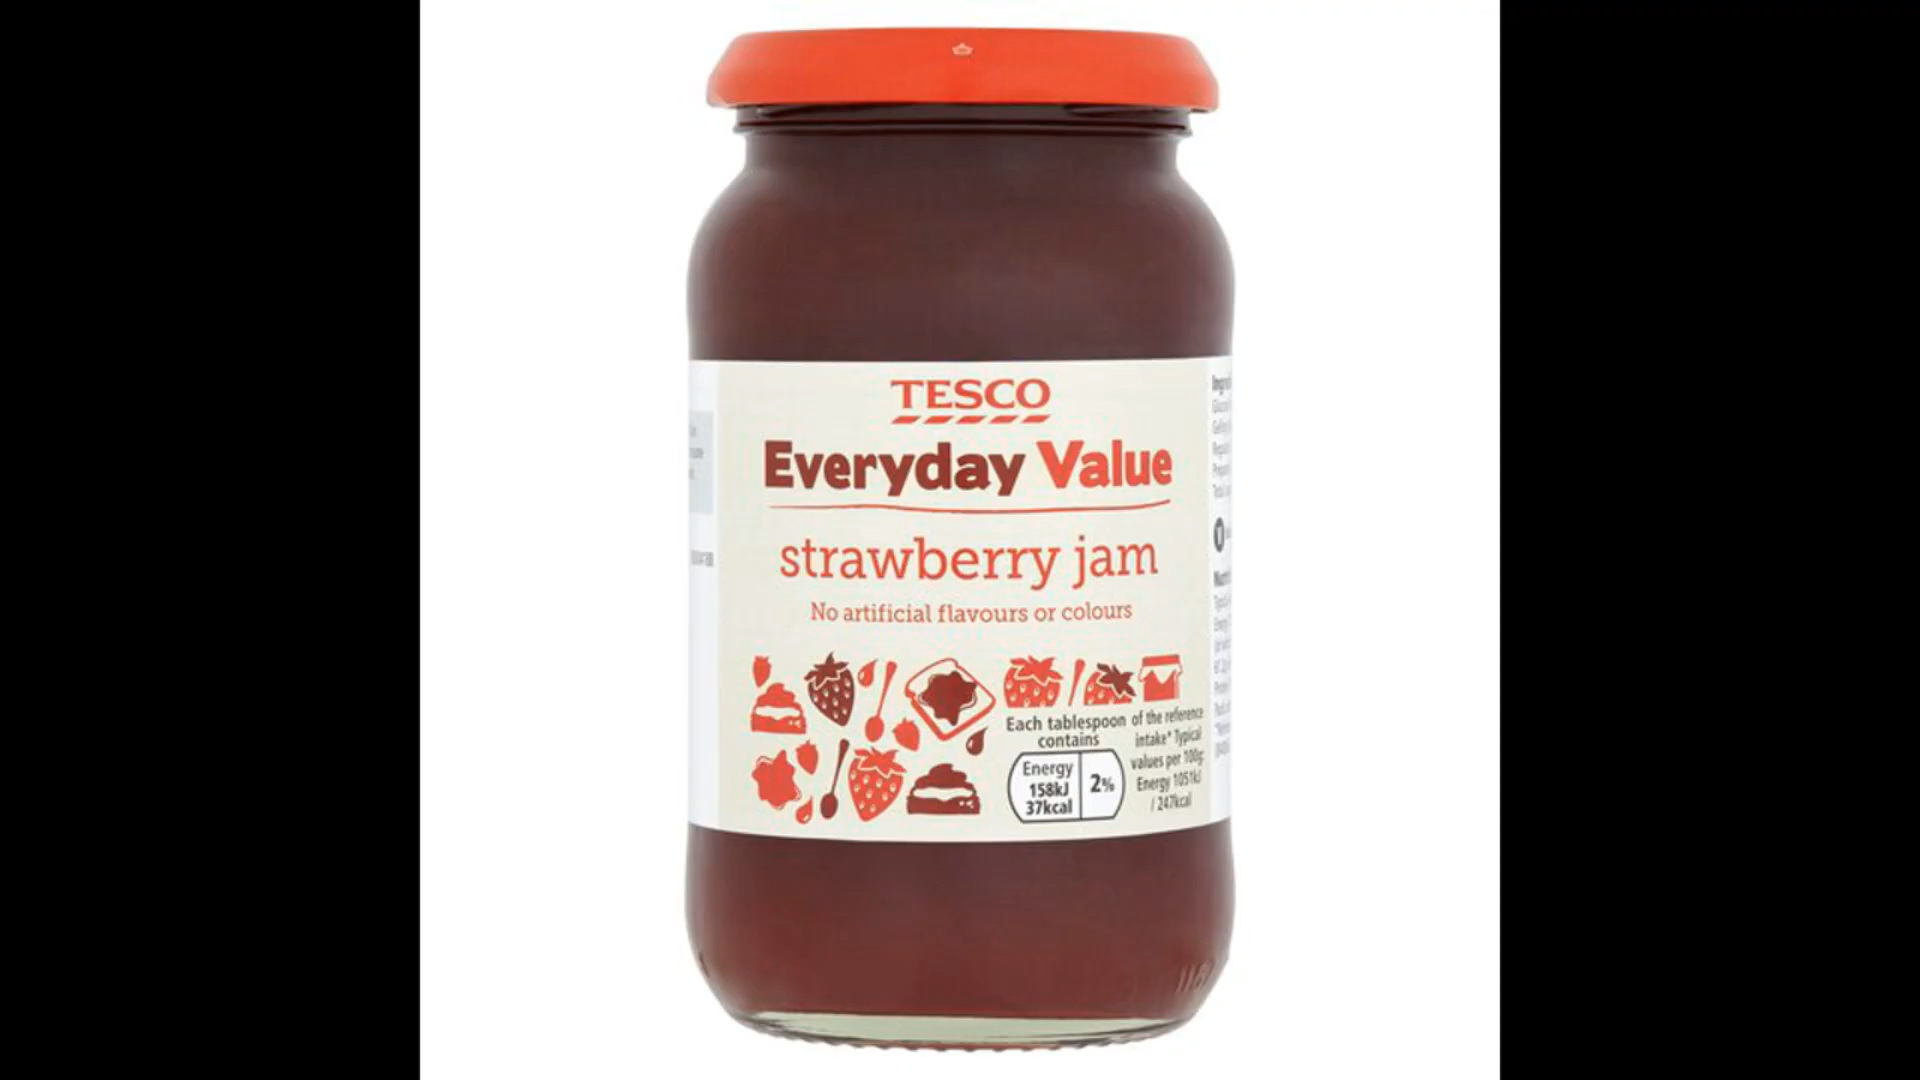 TESCO
Everyday Value
strawberry jam
No artificial flavours or colours
Each tablespoon
contains
Energy
158kJ
37kcal
2%
of the reference
intake* Typical
values per 100g:
Energy 1051kJ
/ 247kcal